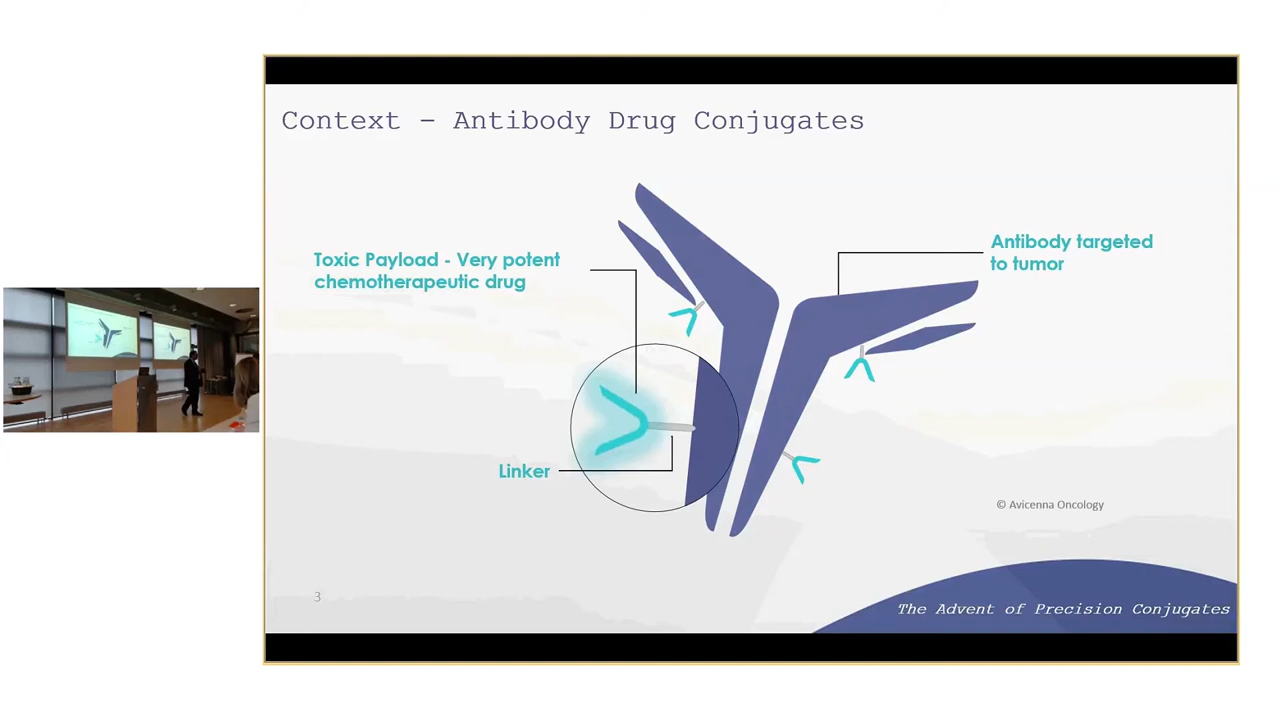 Context - Antibody Drug Conjugates
Toxic Payload - Very potent
chemotherapeutic drug
Antibody targeted
to tumor
Linker
© Avicenna Oncology
3
The Advent of Precision Conjugates